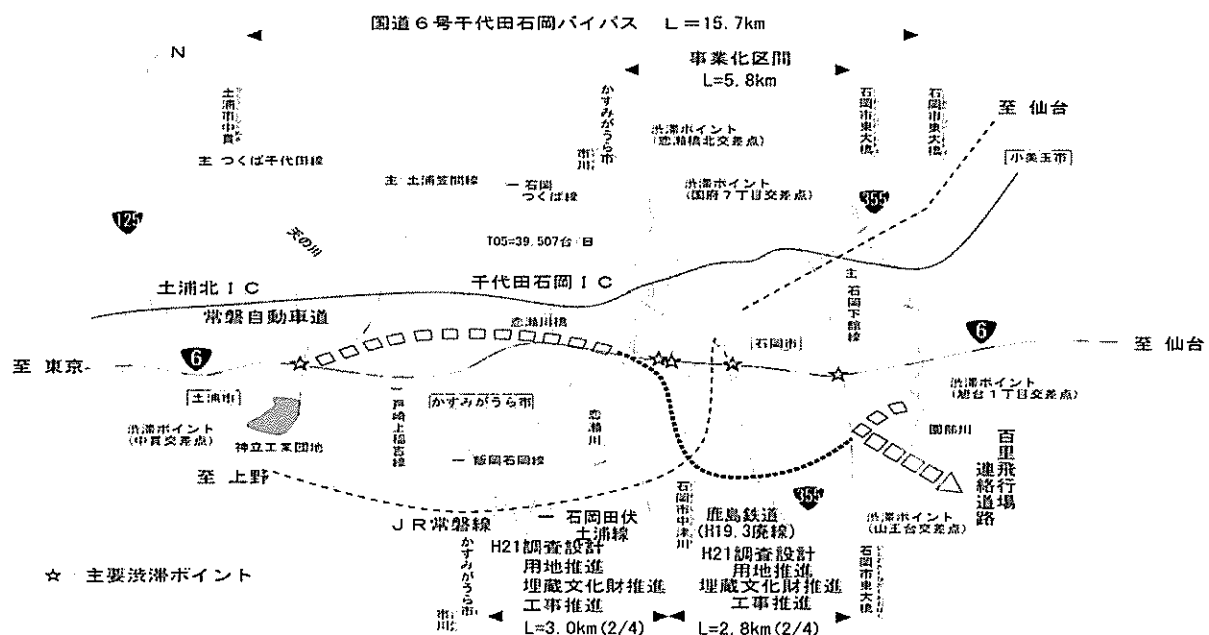 国道６号千代田石岡バイパス　Ｌ＝15.7km
N
事業化区間
L=5.8km
土浦市中貫
かすみがうら市
市川
石岡市東大橋
石岡市東大橋
至 仙台
渋滞ポイント
(恋瀬橋北交差点)
主 つくば千代田線
小美玉市
主 土浦笠間線
一 石岡
つくば線
渋滞ポイント
(国府７丁目交差点)
355
125
天の川
T05=39,507台 日
土浦北ＩＣ
千代田石岡ＩＣ
主 石岡下館線
常磐自動車道
恋瀬川橋
6
石岡市
6
至 東京
至 仙台
土浦市
かすみがうら市
渋滞ポイント
(旭台１丁目交差点)
渋滞ポイント
(中貫交差点)
神立工業団地
一 戸崎上稲吉線
恋瀬川
園部川
百里飛行場
連絡道路
一 飯岡石岡線
至 上野
355
石岡市中津川
ＪＲ常磐線
一 石岡田伏
土浦線
鹿島鉄道
(H19.3廃線)
渋滞ポイント
(山王台交差点)
かすみがうら市
市川
石岡市東大橋
H21調査設計
用地推進
埋蔵文化財推進
工事推進
L=3.0km(2/4)
H21調査設計
用地推進
埋蔵文化財推進
工事推進
L=2.8km(2/4)
☆ 主要渋滞ポイント